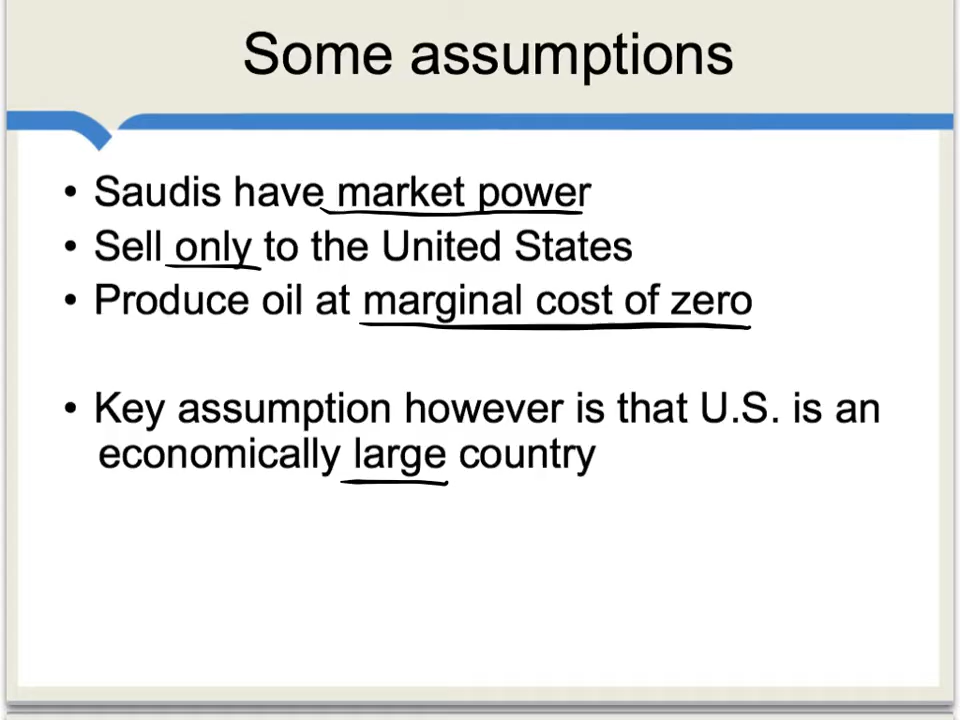 Some assumptions
• Saudis have market power
• Sell only to the United States
• Produce oil at marginal cost of zero
• Key assumption however is that U.S. is an
economically large country